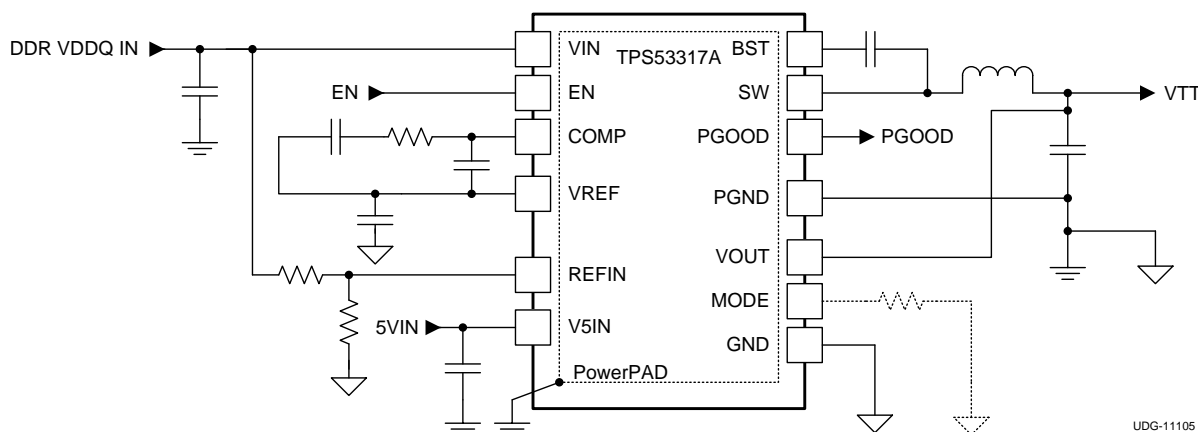 DDR VDDQ IN
VIN
TPS53317A
BST
EN
EN
SW
VTT
COMP
PGOOD
PGOOD
VREF
PGND
VOUT
REFIN
MODE
5VIN
V5IN
GND
PowerPAD
UDG-11105